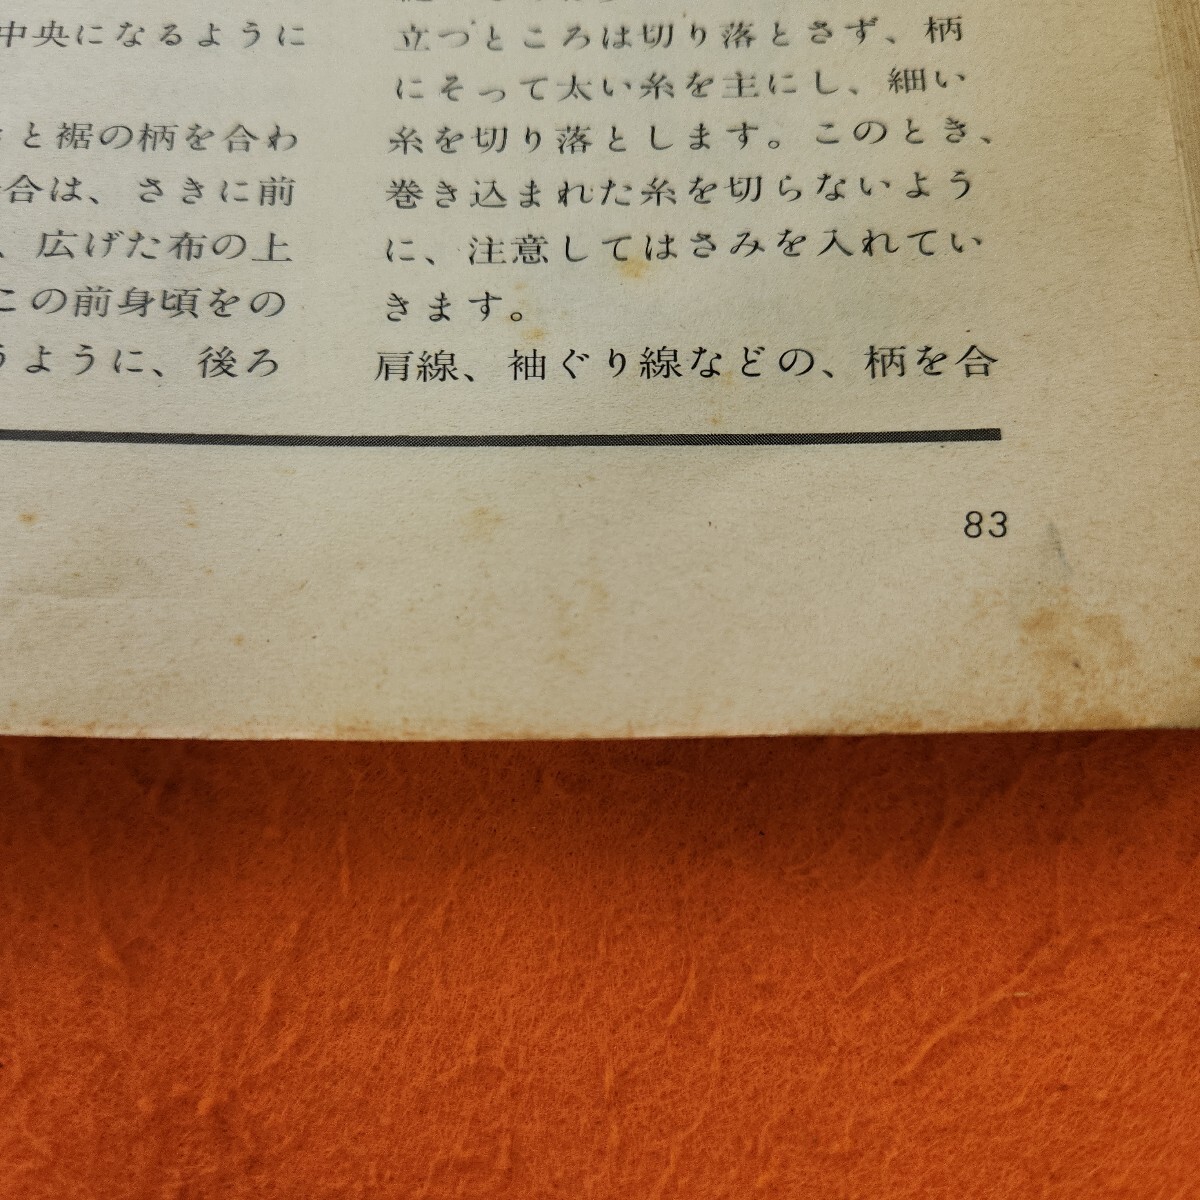 中央になるように
と裾の柄を合わ
合は、さきに前
、広げた布の上
この前身頃をの
うように、後ろ
立つところは切り落とさず、柄
にそって太い糸を主にし、細い
糸を切り落とします。このとき、
巻き込まれた糸を切らないよう
に、注意してはさみを入れてい
きます。
肩線、袖ぐり線などの、柄を合
83